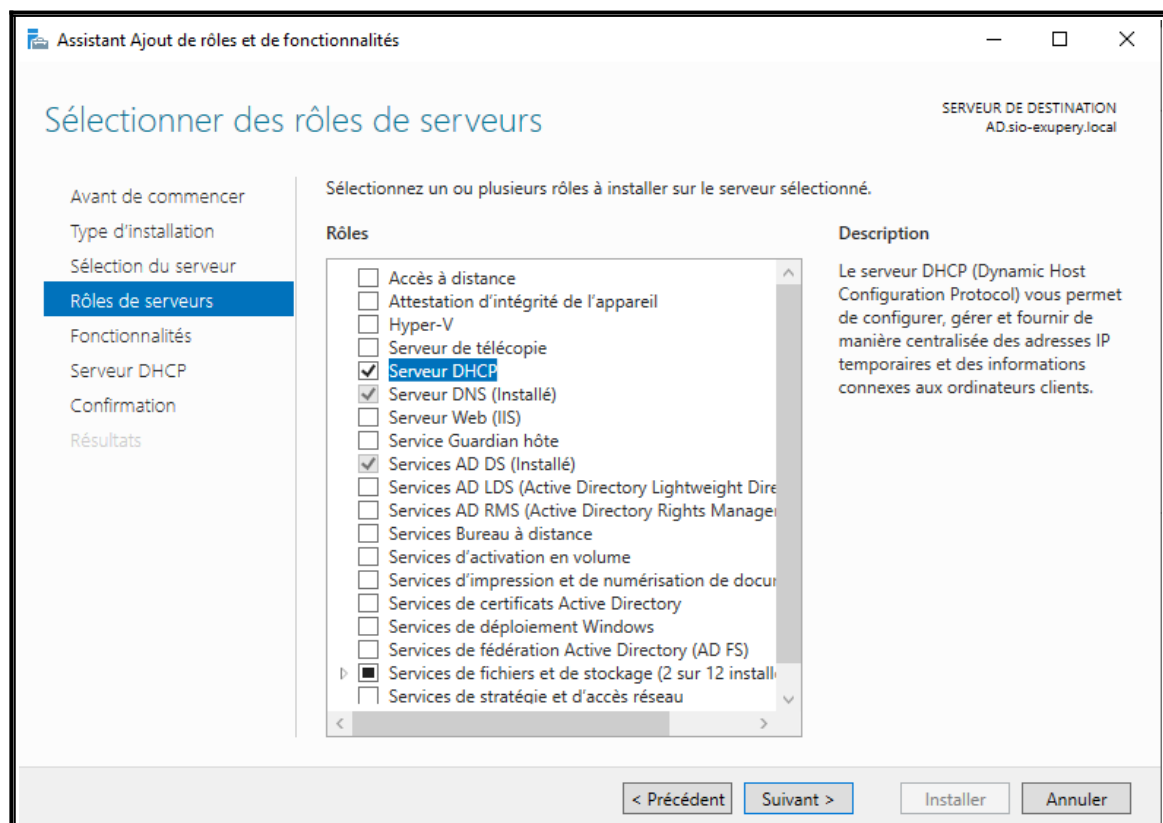 Assistant Ajout de rôles et de fonctionnalités
Sélectionner des rôles de serveurs
SERVEUR DE DESTINATION
AD.sio-exupery.local
Avant de commencer
Type d'installation
Sélection du serveur
Rôles de serveurs
Fonctionnalités
Serveur DHCP
Confirmation
Résultats
Sélectionnez un ou plusieurs rôles à installer sur le serveur sélectionné.
Rôles
Accès à distance
Attestation d'intégrité de l'appareil
Hyper-V
Serveur de télécopie
Serveur DHCP
Serveur DNS (Installé)
Serveur Web (IIS)
Service Guardian hôte
Services AD DS (Installé)
Services AD LDS (Active Directory Lightweight Dire
Services AD RMS (Active Directory Rights Manage
Services Bureau à distance
Services d'activation en volume
Services d'impression et de numérisation de docu
Services de certificats Active Directory
Services de déploiement Windows
Services de fédération Active Directory (AD FS)
Services de fichiers et de stockage (2 sur 12 install
Services de stratégie et d'accès réseau
Description
Le serveur DHCP (Dynamic Host
Configuration Protocol) vous permet
de configurer, gérer et fournir de
manière centralisée des adresses IP
temporaires et des informations
connexes aux ordinateurs clients.
< Précédent
Suivant >
Installer
Annuler